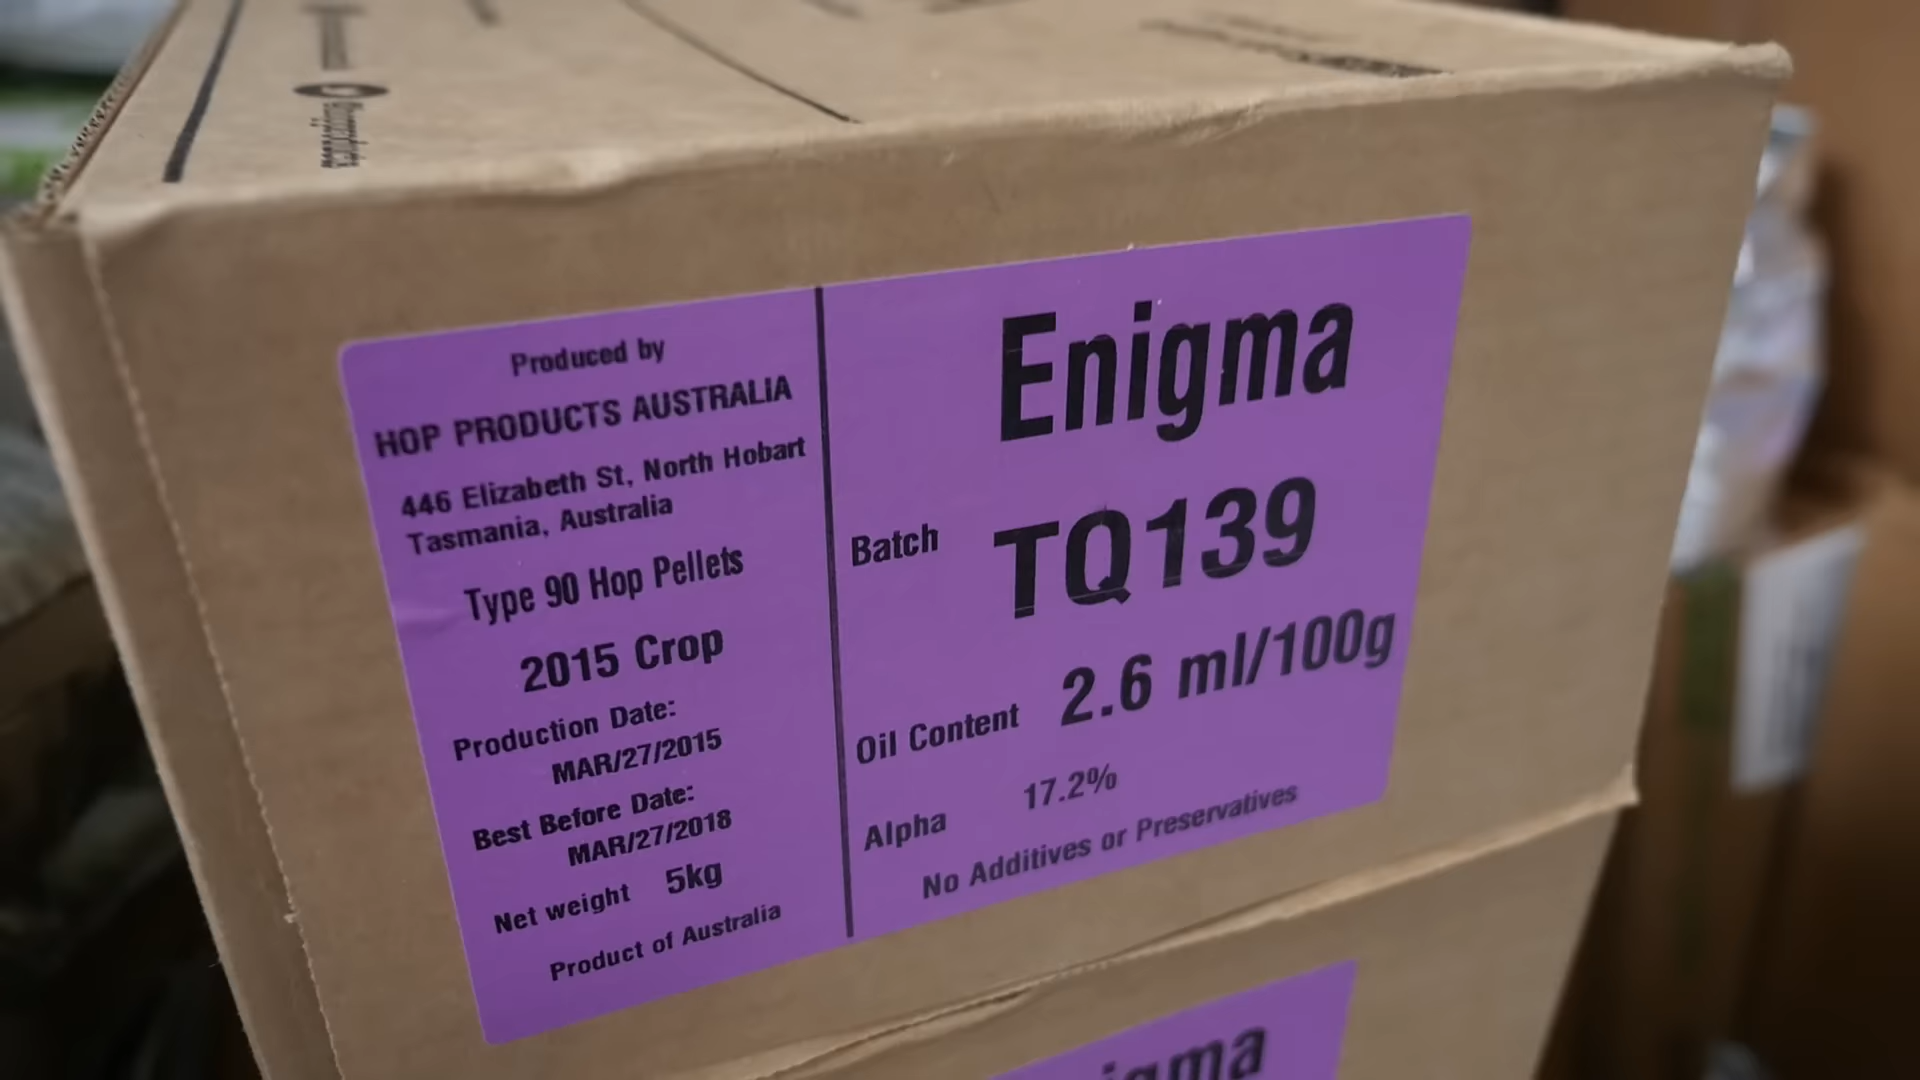 Produced by
HOP PRODUCTS AUSTRALIA
446 Elizabeth St, North Hobart
Tasmania, Australia
Type 90 Hop Pellets
2015 Crop
Production Date:
MAR/27/2015
Best Before Date:
MAR/27/2018
Net weight 5kg
Product of Australia
Enigma
Batch TQ139
Oil Content 2.6 ml/100g
Alpha 17.2%
No Additives or Preservatives